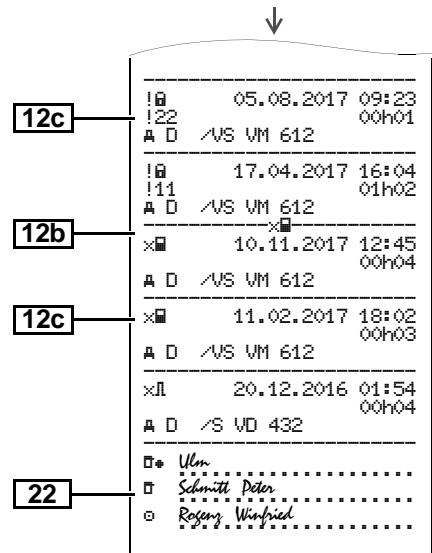 ! 05.08.2017 09:23
12c
!22 00h01
D /VS VM 612
! 17.04.2017 16:04
!11 01h02
D /VS VM 612
12b
× 10.11.2017 12:45
00h04
D /VS VM 612
12c
× 11.02.2017 18:02
00h03
D /VS VM 612
× 20.12.2016 01:54
00h04
D /S VD 432
Ulm
22
Schmitt Peter
Rogenz Winfried